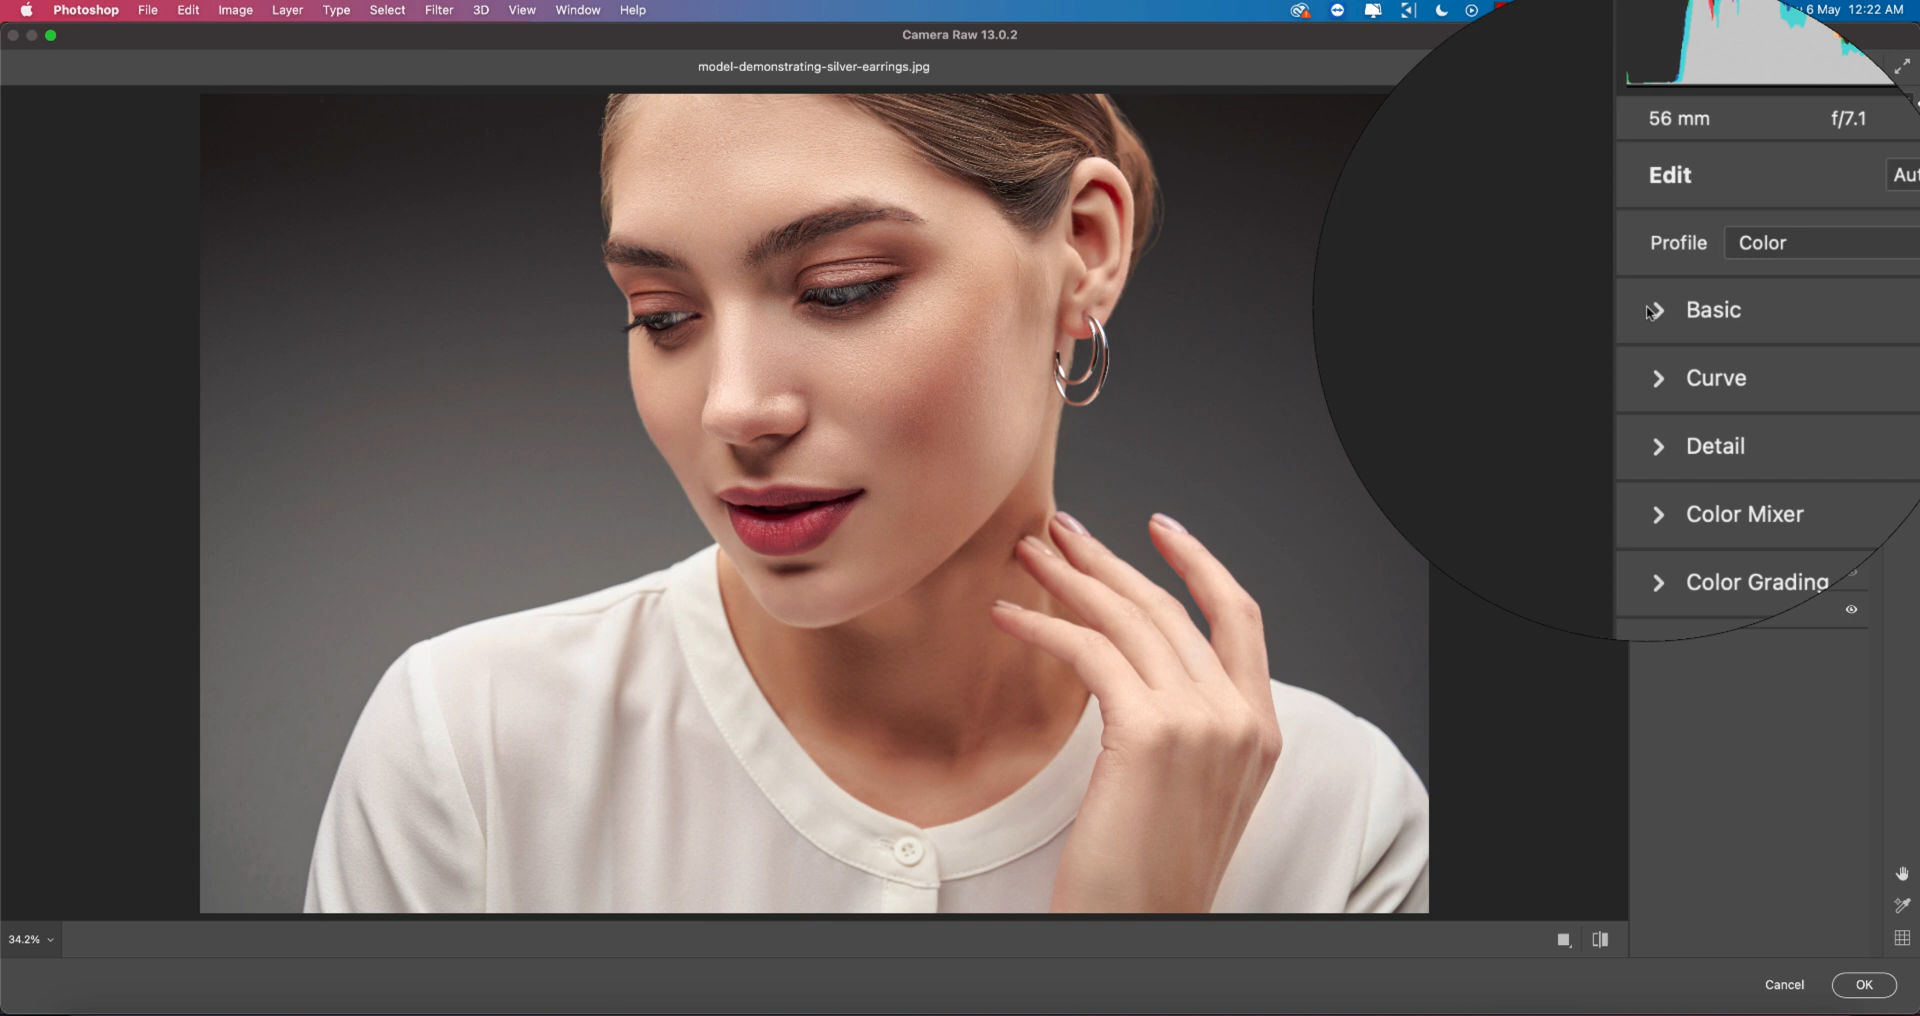 Photoshop File Edit Image Layer Type Select Filter 3D View Window Help
6 May 12:22 AM
Camera Raw 13.0.2
model-demonstrating-silver-earrings.jpg
56 mm f/7.1
Edit
Profile Color
Basic
Curve
Detail
Color Mixer
Color Grading
34.2%
Cancel OK